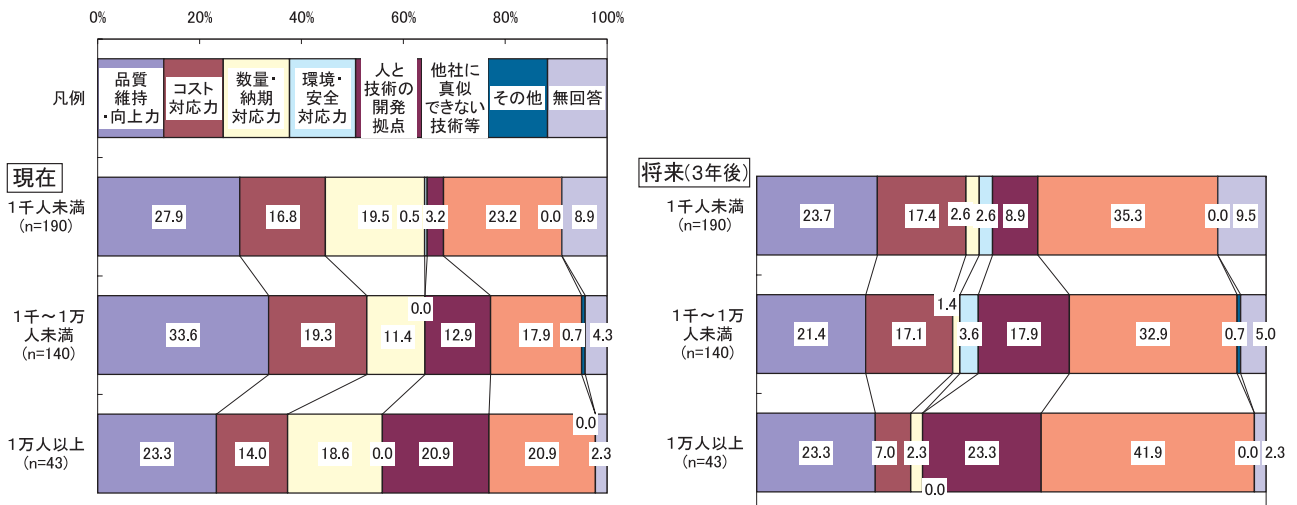 0%
20%
40%
60%
80%
100%
凡例
品質
維持
・向上力
コスト
対応力
数量・
納期
対応力
環境・
安全
対応力
人と
技術の
開発
拠点
他社に
真似
できない
技術等
その他
無回答
現在
1千人未満
(n=190)
27.9
16.8
19.5
0.5
3.2
23.2
0.0
8.9
1千～1万
人未満
(n=140)
33.6
19.3
11.4
0.0
12.9
17.9
0.7
4.3
1万人以上
(n=43)
23.3
14.0
18.6
0.0
20.9
20.9
0.0
2.3
将来(3年後)
1千人未満
(n=190)
23.7
17.4
2.6
2.6
8.9
35.3
0.0
9.5
1千～1万
人未満
(n=140)
21.4
17.1
1.4
3.6
17.9
32.9
0.7
5.0
1万人以上
(n=43)
23.3
7.0
2.3
0.0
23.3
41.9
0.0
2.3